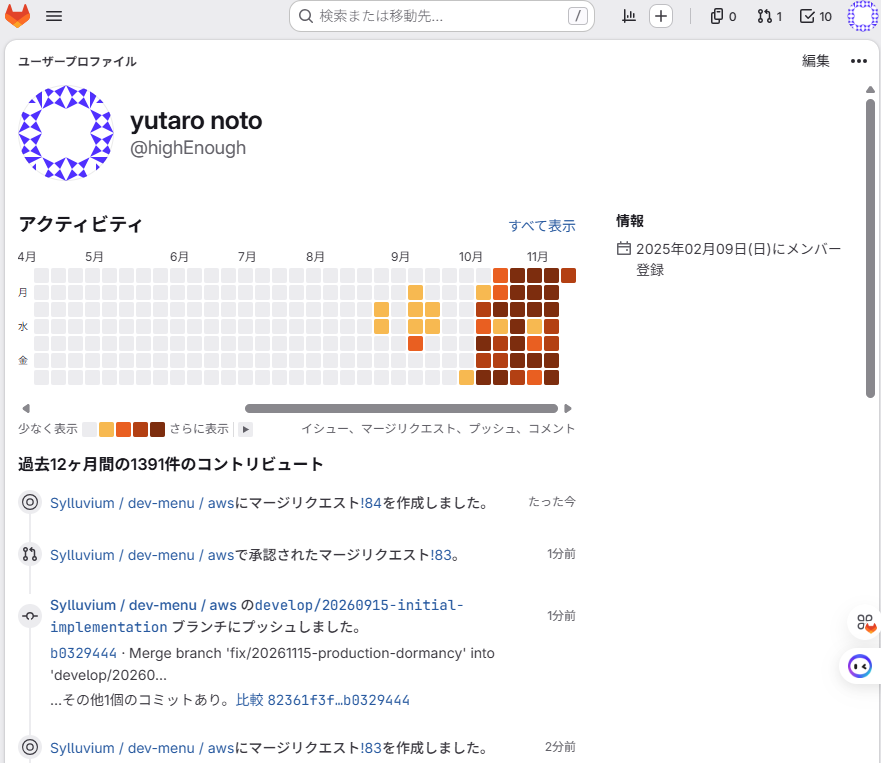 検索または移動先...
/
0
1
10
ユーザープロファイル
編集
yutaro noto
@highEnough
アクティビティ
すべて表示
4月 5月 6月 7月 8月 9月 10月 11月
月
水
金
少なく表示 さらに表示
イシュー、マージリクエスト、プッシュ、コメント
情報
2025年02月09日(日)にメンバー
登録
過去12ヶ月間の1391件のコントリビュート
Sylluvium / dev-menu / awsにマージリクエスト!84を作成しました。 たった今
Sylluvium / dev-menu / awsで承認されたマージリクエスト!83。 1分前
Sylluvium / dev-menu / aws のdevelop/20260915-initial-
implementation ブランチにプッシュしました。 1分前
b0329444 · Merge branch 'fix/20261115-production-dormancy' into
'develop/20260...
...その他1個のコミットあり。比較 82361f3f…b0329444
Sylluvium / dev-menu / awsにマージリクエスト!83を作成しました。 2分前